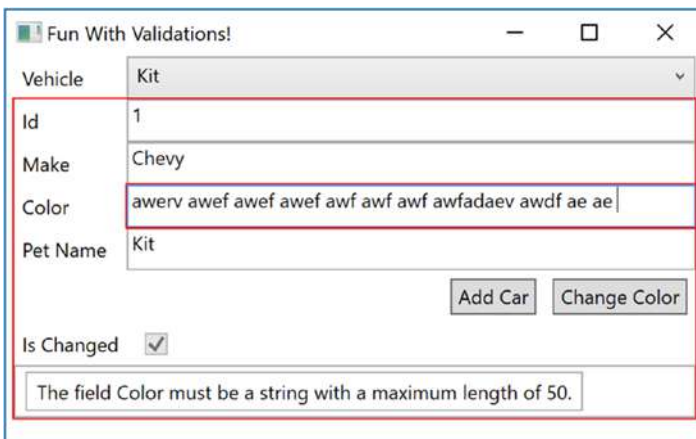 Fun With Validations!
Vehicle Kit
Id 1
Make Chevy
Color awerv awef awef awef awf awf awf awfadaev awdf ae ae
Pet Name Kit
Add Car Change Color
Is Changed
The field Color must be a string with a maximum length of 50.